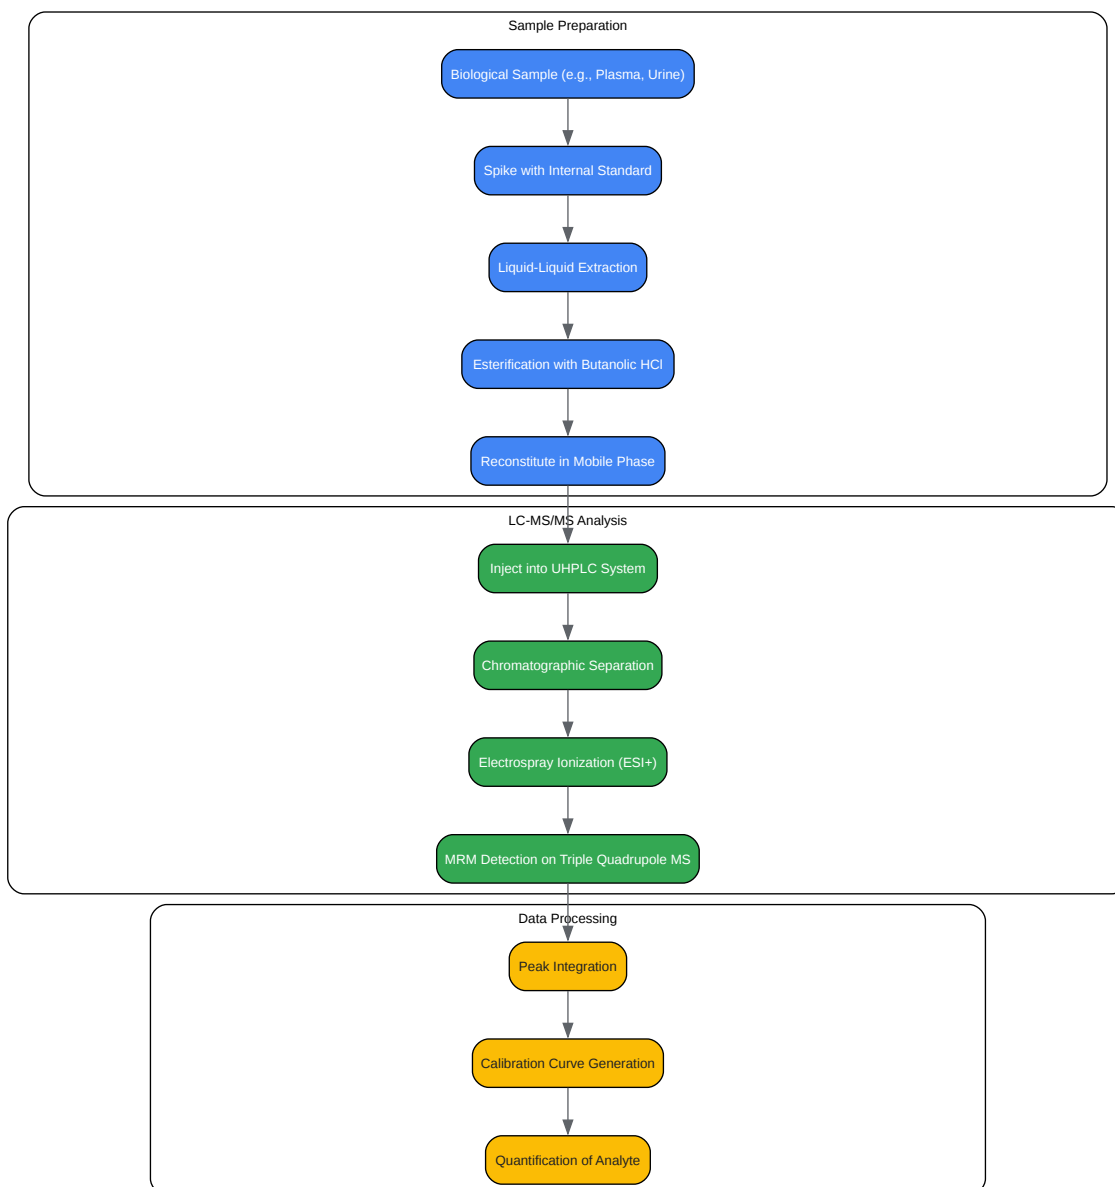 Sample Preparation
Biological Sample (e.g., Plasma, Urine)
Spike with Internal Standard
Liquid-Liquid Extraction
Esterification with Butanolic HCl
Reconstitute in Mobile Phase
LC-MS/MS Analysis
Inject into UHPLC System
Chromatographic Separation
Electrospray Ionization (ESI+)
MRM Detection on Triple Quadrupole MS
Data Processing
Peak Integration
Calibration Curve Generation
Quantification of Analyte